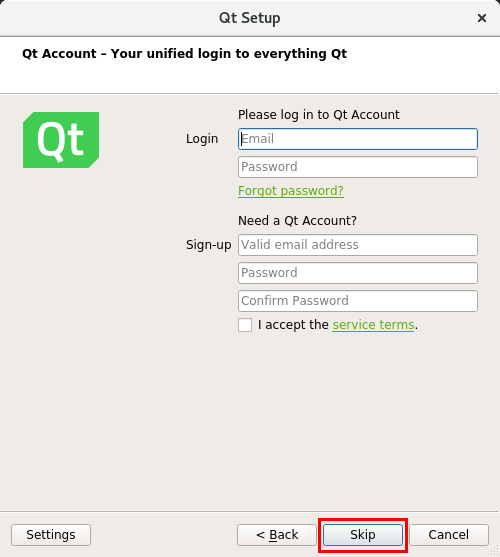 Qt Setup
Qt Account – Your unified login to everything Qt
Qt
Please log in to Qt Account
Login
Email
Password
Forgot password?
Need a Qt Account?
Sign-up
Valid email address
Password
Confirm Password
I accept the service terms.
Settings
< Back
Skip
Cancel